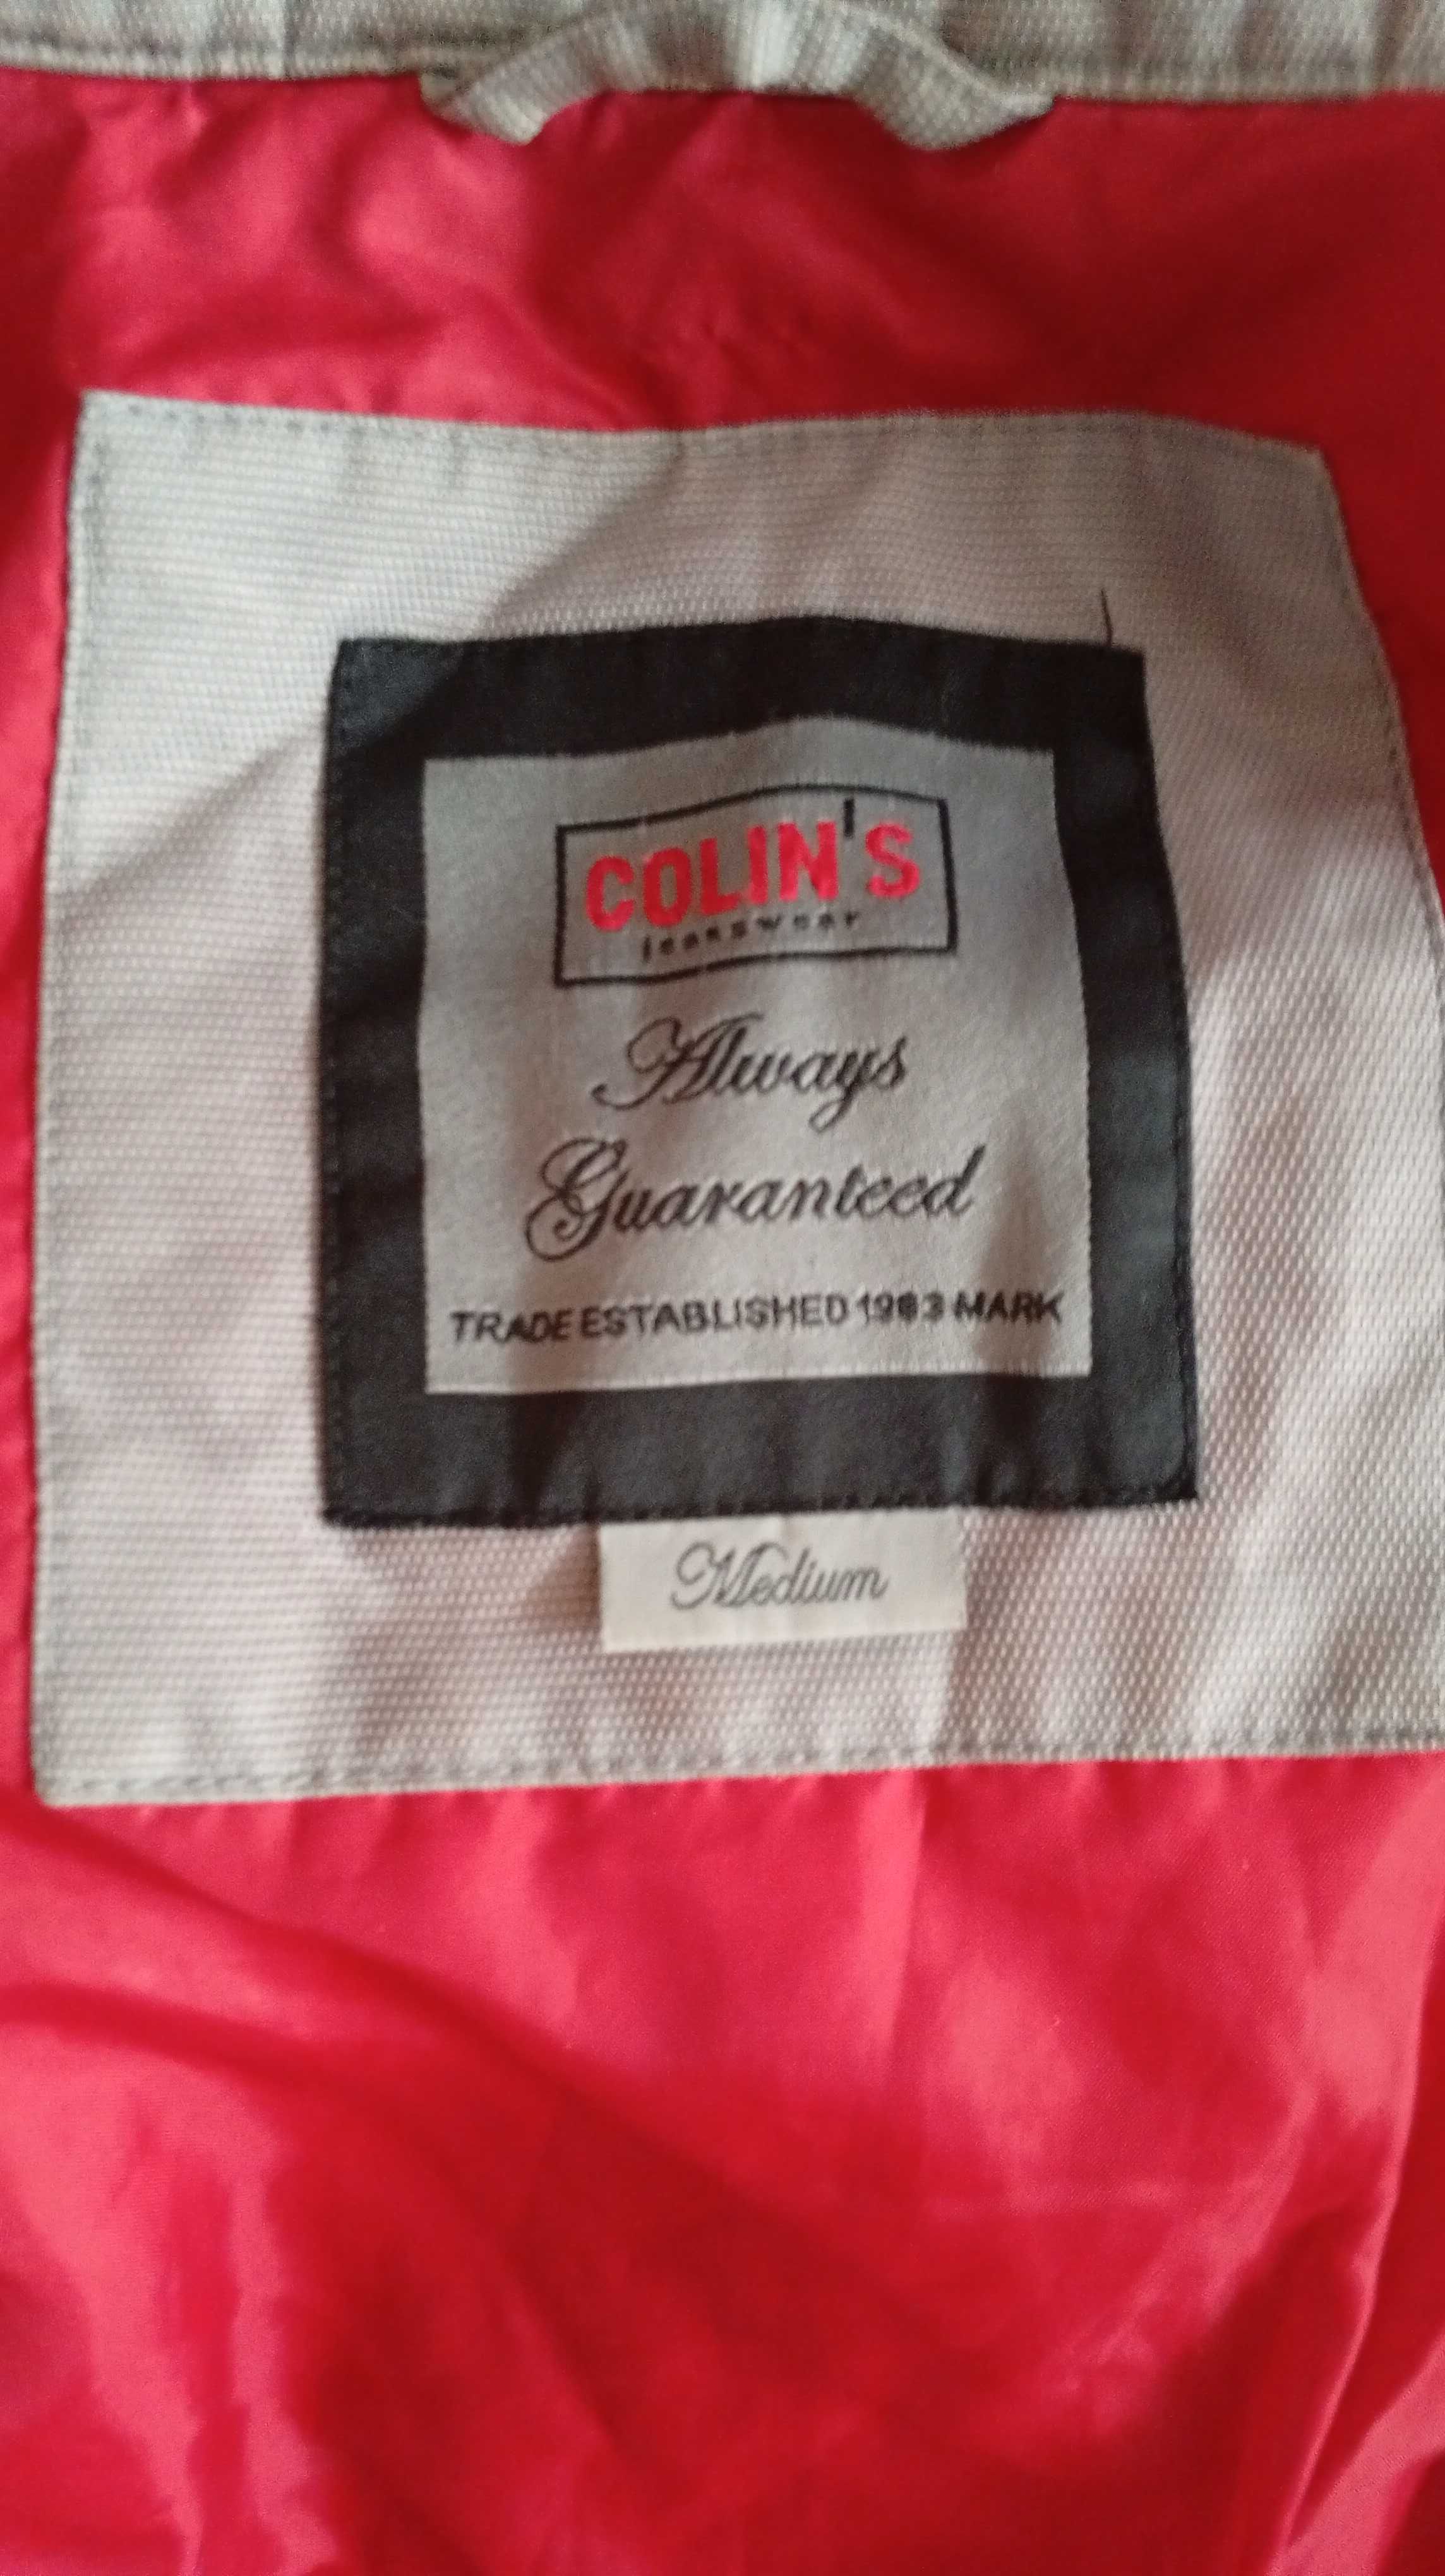 COLIN'S
jeanswear
Always
Guaranteed
TRADE ESTABLISHED 1983 MARK
Medium